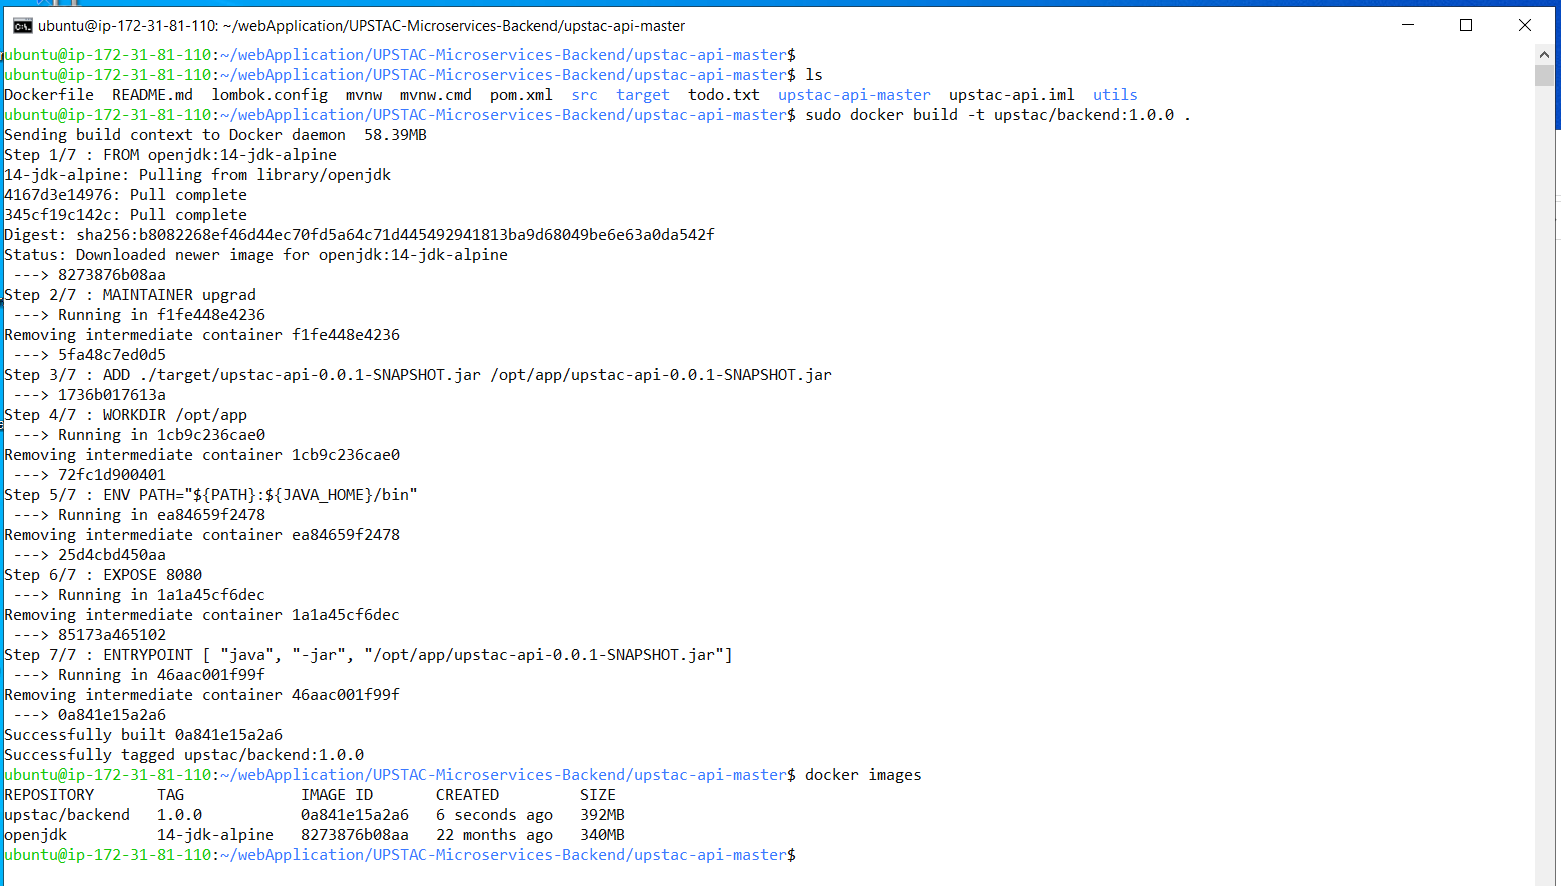 ubuntu@ip-172-31-81-110: ~/webApplication/UPSTAC-Microservices-Backend/upstac-api-master
ubuntu@ip-172-31-81-110:~/webApplication/UPSTAC-Microservices-Backend/upstac-api-master$
ubuntu@ip-172-31-81-110:~/webApplication/UPSTAC-Microservices-Backend/upstac-api-master$ ls
Dockerfile  README.md  lombok.config  mvnw  mvnw.cmd  pom.xml  src  target  todo.txt  upstac-api-master  upstac-api.iml  utils
ubuntu@ip-172-31-81-110:~/webApplication/UPSTAC-Microservices-Backend/upstac-api-master$ sudo docker build -t upstac/backend:1.0.0 .
Sending build context to Docker daemon  58.39MB
Step 1/7 : FROM openjdk:14-jdk-alpine
14-jdk-alpine: Pulling from library/openjdk
4167d3e14976: Pull complete
345cf19c142c: Pull complete
Digest: sha256:b8082268ef46d44ec70fd5a64c71d445492941813ba9d68049be6e63a0da542f
Status: Downloaded newer image for openjdk:14-jdk-alpine
 ---> 8273876b08aa
Step 2/7 : MAINTAINER upgrad
 ---> Running in f1fe448e4236
Removing intermediate container f1fe448e4236
 ---> 5fa48c7ed0d5
Step 3/7 : ADD ./target/upstac-api-0.0.1-SNAPSHOT.jar /opt/app/upstac-api-0.0.1-SNAPSHOT.jar
 ---> 1736b017613a
Step 4/7 : WORKDIR /opt/app
 ---> Running in 1cb9c236cae0
Removing intermediate container 1cb9c236cae0
 ---> 72fc1d900401
Step 5/7 : ENV PATH="${PATH}:${JAVA_HOME}/bin"
 ---> Running in ea84659f2478
Removing intermediate container ea84659f2478
 ---> 25d4cbd450aa
Step 6/7 : EXPOSE 8080
 ---> Running in 1a1a45cf6dec
Removing intermediate container 1a1a45cf6dec
 ---> 85173a465102
Step 7/7 : ENTRYPOINT [ "java", "-jar", "/opt/app/upstac-api-0.0.1-SNAPSHOT.jar"]
 ---> Running in 46aac001f99f
Removing intermediate container 46aac001f99f
 ---> 0a841e15a2a6
Successfully built 0a841e15a2a6
Successfully tagged upstac/backend:1.0.0
ubuntu@ip-172-31-81-110:~/webApplication/UPSTAC-Microservices-Backend/upstac-api-master$ docker images
REPOSITORY       TAG             IMAGE ID       CREATED         SIZE
upstac/backend   1.0.0           0a841e15a2a6   6 seconds ago   392MB
openjdk          14-jdk-alpine   8273876b08aa   22 months ago   340MB
ubuntu@ip-172-31-81-110:~/webApplication/UPSTAC-Microservices-Backend/upstac-api-master$